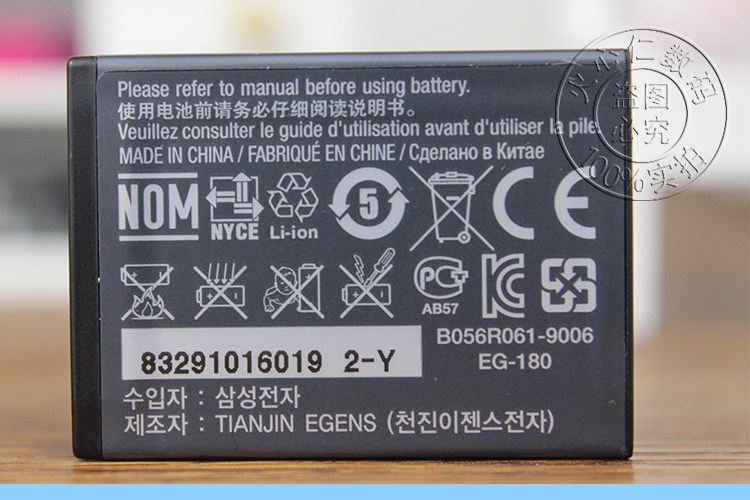 Please refer to manual before using battery.
使用电池前请务必仔细阅读说明书。
Veuillez consulter le guide d'utilisation avant d'utiliser la pile.
MADE IN CHINA / FABRIQUÉ EN CHINE / Сделано в Китае
NOM
NYCE
Li-ion
5
CE
AB57
B056R061-9006
EG-180
83291016019 2-Y
수입자 : 삼성전자
제조자 : TIANJIN EGENS (천진이젠스전자)
数码
盗图
必究
100%实拍